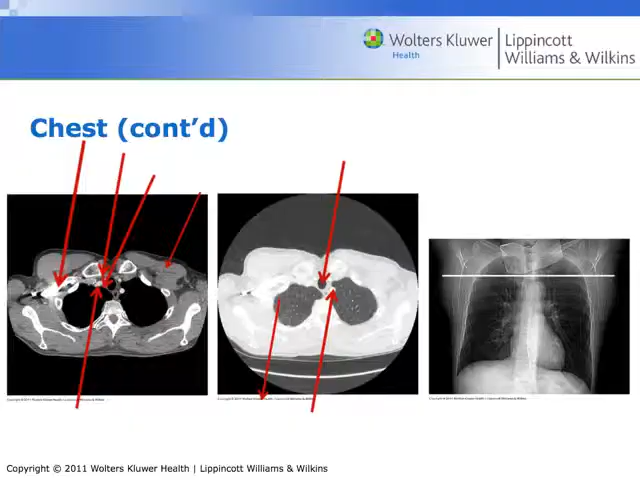 Wolters Kluwer
Health
Lippincott
Williams & Wilkins
Chest (cont’d)
Copyright © 2011 Wolters Kluwer Health | Lippincott Williams & Wilkins